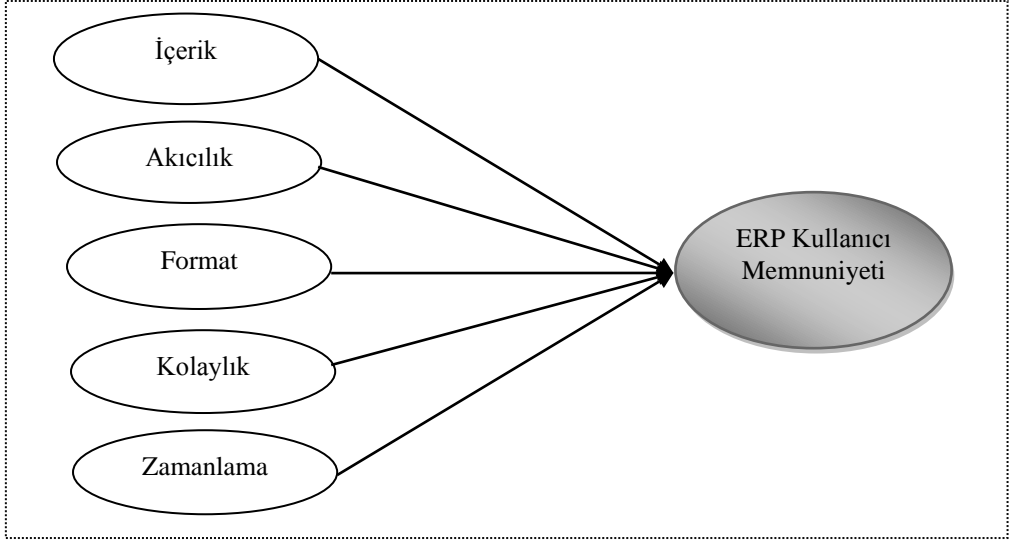 İçerik
Akıcılık
Format
Kolaylık
Zamanlama
ERP Kullanıcı
Memnuniyeti